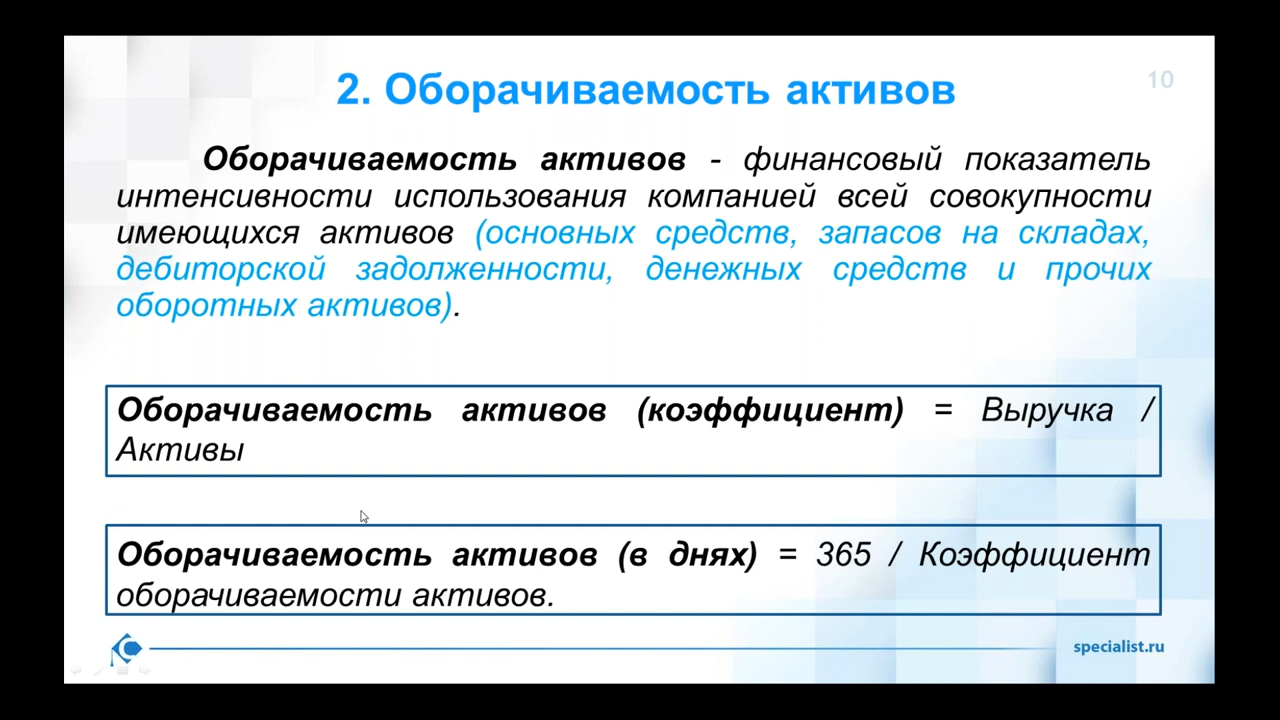 2. Оборачиваемость активов
10
Оборачиваемость активов - финансовый показатель
интенсивности использования компанией всей совокупности
имеющихся активов (основных средств, запасов на складах,
дебиторской задолженности, денежных средств и прочих
оборотных активов).
Оборачиваемость активов (коэффициент) = Выручка /
Активы
Оборачиваемость активов (в днях) = 365 / Коэффициент
оборачиваемости активов.
specialist.ru